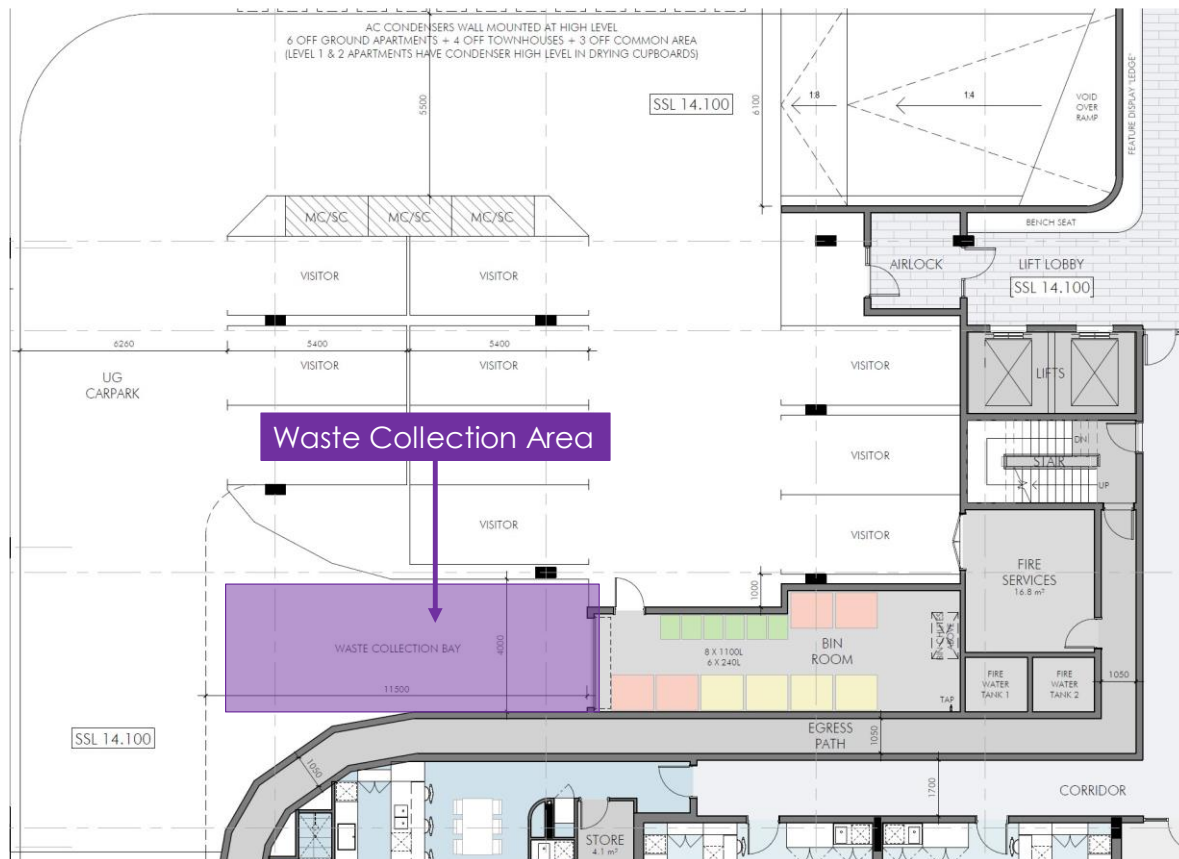 AC CONDENSERS WALL MOUNTED AT HIGH LEVEL
6 OFF GROUND APARTMENTS + 4 OFF TOWNHOUSES + 3 OFF COMMON AREA
(LEVEL 1 & 2 APARTMENTS HAVE CONDENSER HIGH LEVEL IN DRYING CUPBOARDS)
5500
SSL 14.100
6100
1:8
1:4
VOID
OVER
RAMP
FEATURE DISPLAY 'LEDGE'
MC/SC
MC/SC
MC/SC
BENCH SEAT
VISITOR
VISITOR
AIRLOCK
LIFT LOBBY
SSL 14.100
6260
5400
5400
UG
CARPARK
VISITOR
VISITOR
VISITOR
LIFTS
Waste Collection Area
DN
STAIR
UP
VISITOR
VISITOR
VISITOR
FIRE
SERVICES
16.8 m²
1000
WASTE COLLECTION BAY
4000
8 X 1100L
6 X 240L
BIN
ROOM
BIN CHUTES
ABOVE
11500
TAP
FIRE
WATER
TANK 1
FIRE
WATER
TANK 2
1050
SSL 14.100
EGRESS
PATH
1050
1050
1700
CORRIDOR
STORE
4.1 m²